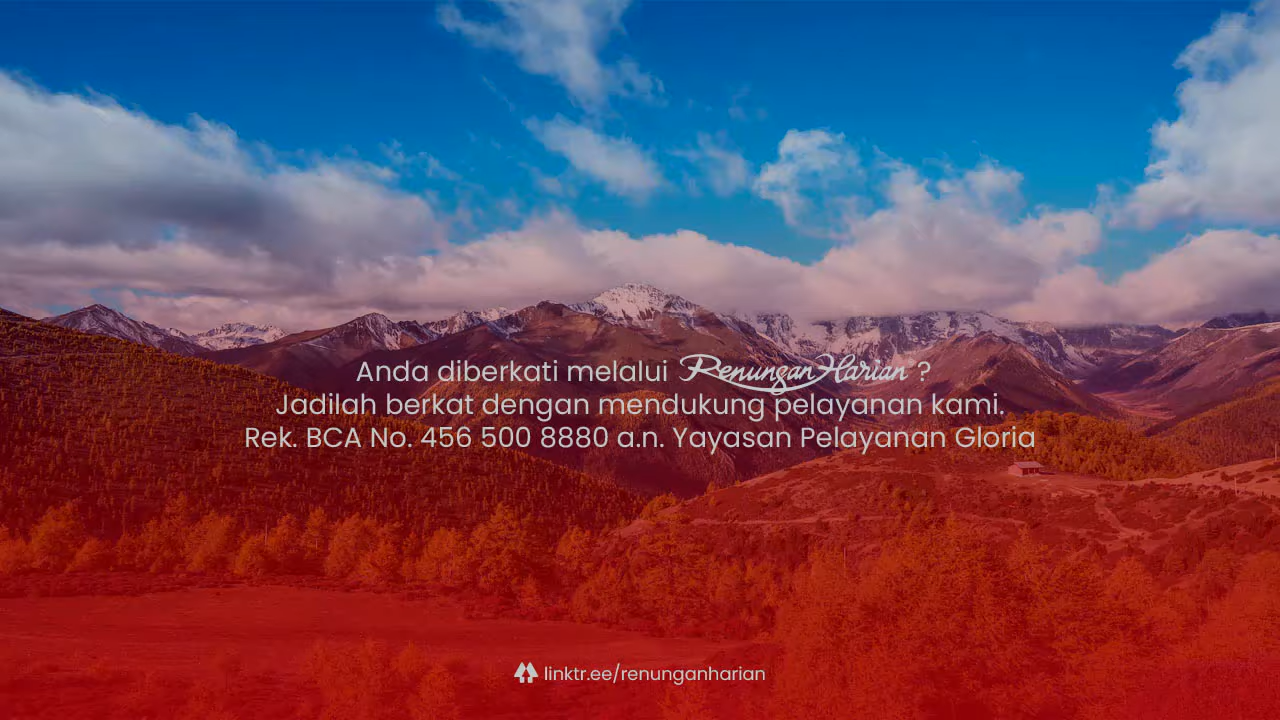 Anda diberkati melalui Renungan Harian ?
Jadilah berkat dengan mendukung pelayanan kami.
Rek. BCA No. 456 500 8880 a.n. Yayasan Pelayanan Gloria
linktr.ee/renunganharian